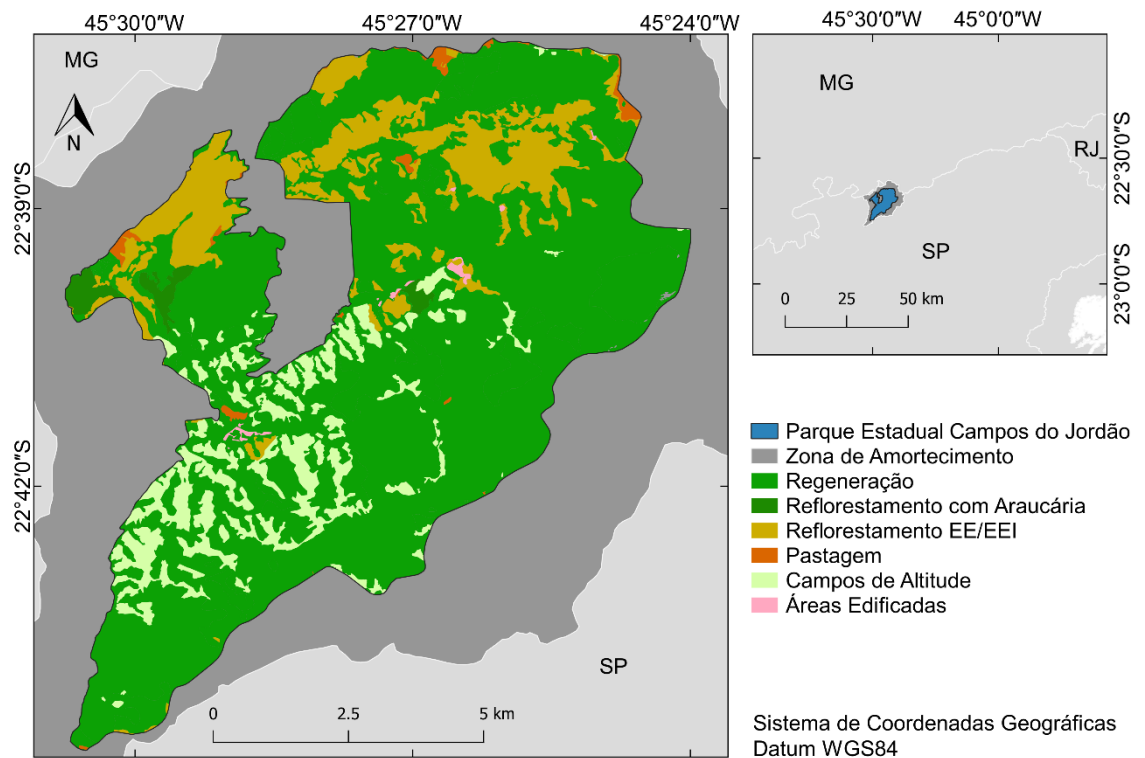 45°30′0″W 45°27′0″W 45°24′0″W
MG
N
22°39′0″S
22°42′0″S
SP
0 2.5 5 km
45°30′0″W 45°0′0″W
MG
RJ
22°30′0″S
SP
23°0′0″S
0 25 50 km
Parque Estadual Campos do Jordão
Zona de Amortecimento
Regeneração
Reflorestamento com Araucária
Reflorestamento EE/EEI
Pastagem
Campos de Altitude
Áreas Edificadas
Sistema de Coordenadas Geográficas
Datum WGS84